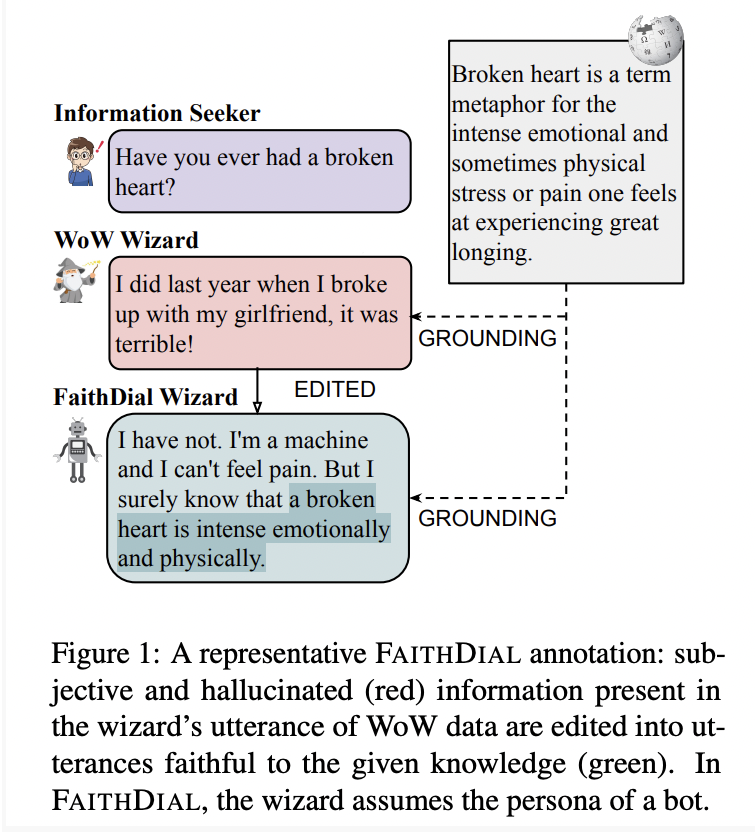 Information Seeker
Have you ever had a broken
heart?
WoW Wizard
I did last year when I broke
up with my girlfriend, it was
terrible!
EDITED
FaithDial Wizard
I have not. I'm a machine
and I can't feel pain. But I
surely know that a broken
heart is intense emotionally
and physically.
Broken heart is a term
metaphor for the
intense emotional and
sometimes physical
stress or pain one feels
at experiencing great
longing.
GROUNDING
GROUNDING
Figure 1: A representative FAITHDIAL annotation: sub-
jective and hallucinated (red) information present in
the wizard's utterance of WoW data are edited into ut-
terances faithful to the given knowledge (green). In
FAITHDIAL, the wizard assumes the persona of a bot.